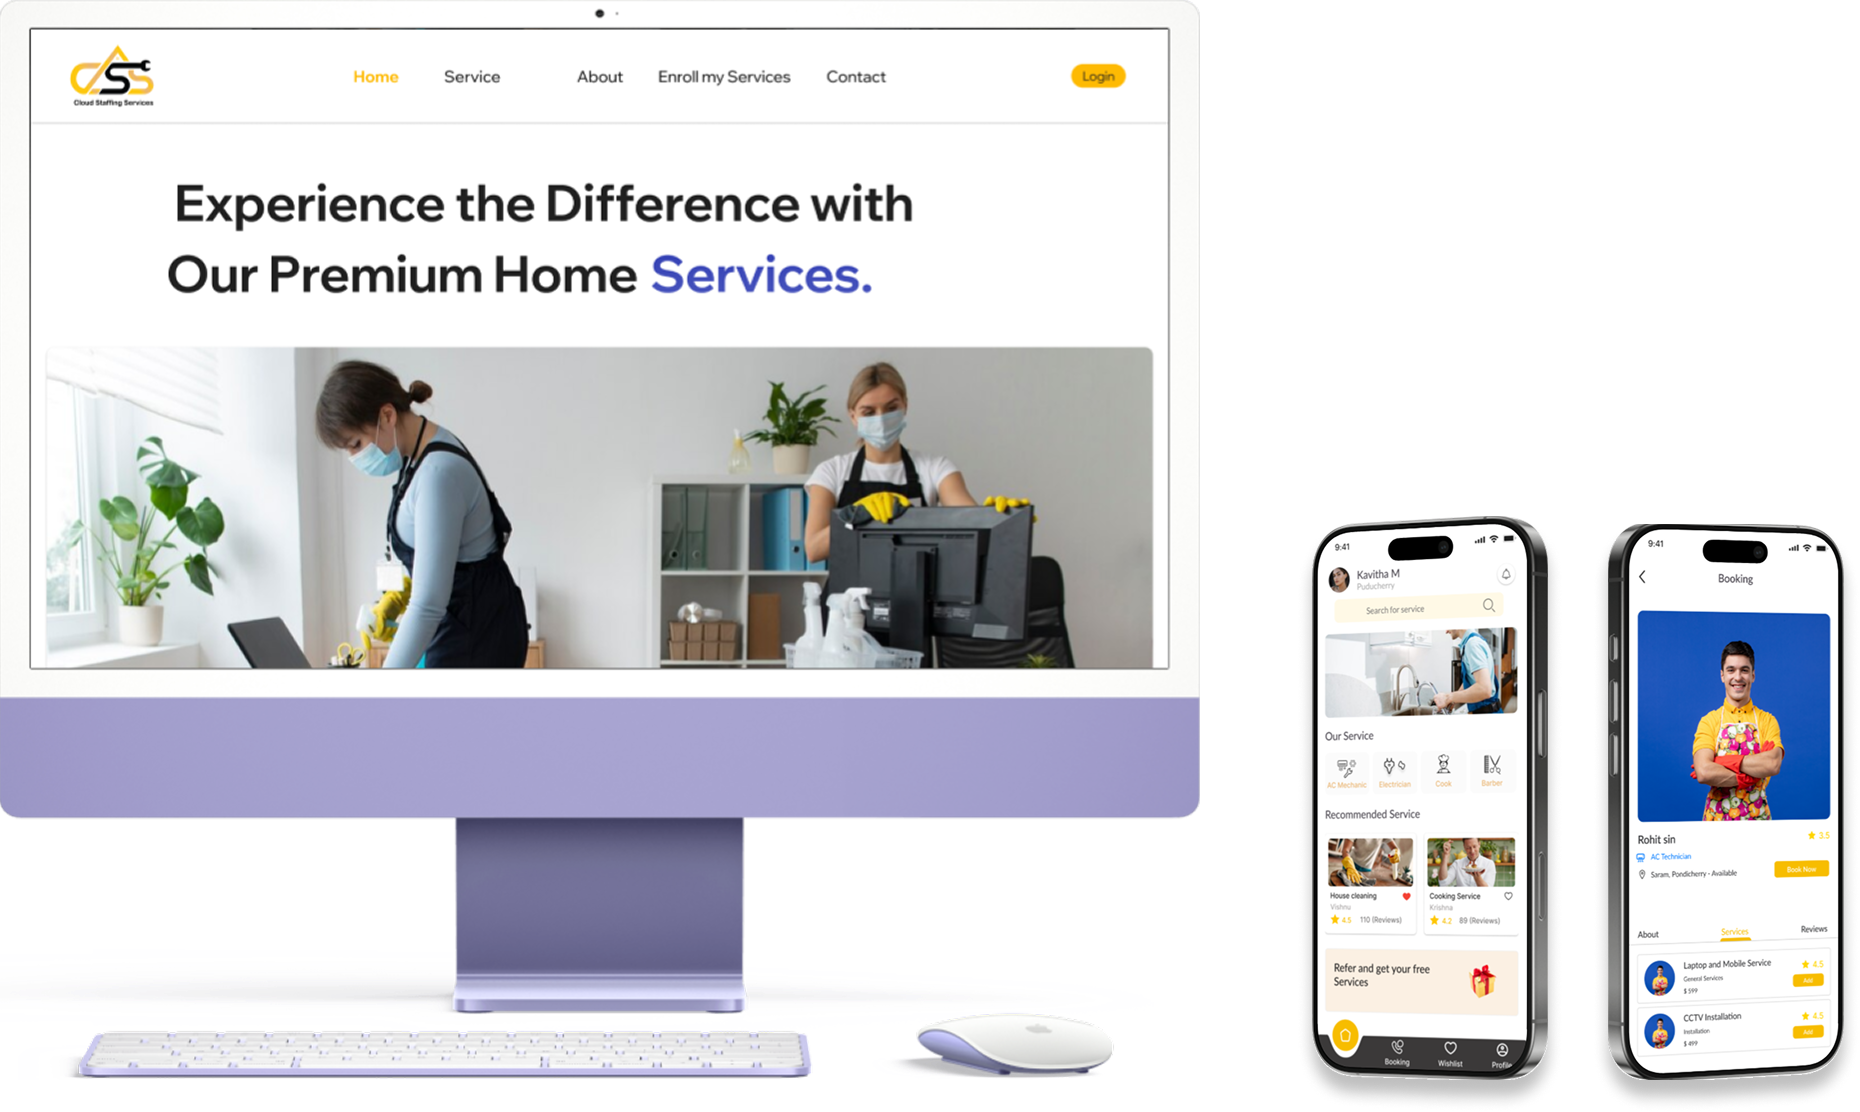 CSS
Cloud Staffing Services
Home
Service
About
Enroll my Services
Contact
Login
Experience the Difference with
Our Premium Home Services.
9:41
Kavitha M
Puducherry
Search for service
Our Service
AC Mechanic
Electrician
Cook
Barber
Recommended Service
House cleaning
Vishnu
4.5 110 (Reviews)
Cooking Service
Krishna
4.2 89 (Reviews)
Refer and get your free
Services
Booking
Wishlist
Profile
9:41
Booking
Rohit sin
3.5
AC Technician
Saram, Pondicherry - Available
Book Now
About
Services
Reviews
Laptop and Mobile Service
4.5
General Services
$ 599
Add
CCTV Installation
4.5
Installation
$ 499
Add